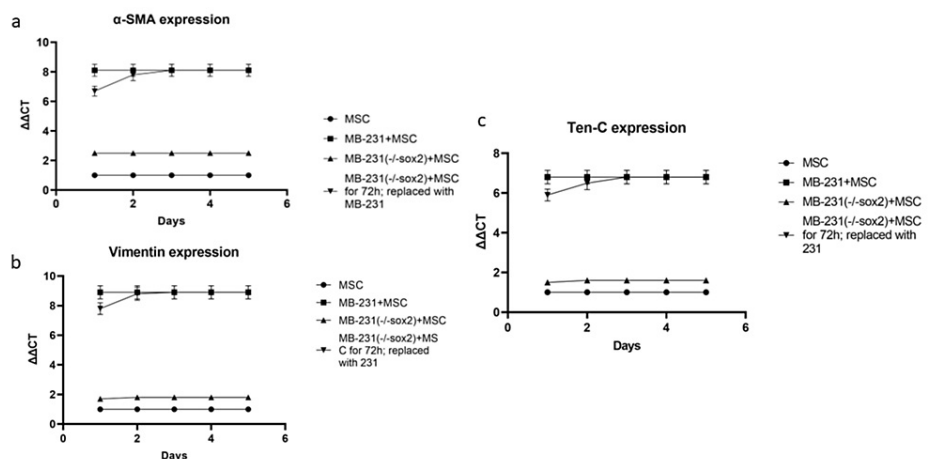 a
α-SMA expression
10
8
6
4
2
0
0 2 4 6
ΔΔCT
Days
MSC
MB-231+MSC
MB-231(-/-sox2)+MSC
MB-231(-/-sox2)+MSC
for 72h; replaced with
MB-231
b
Vimentin expression
10
8
6
4
2
0
0 2 4 6
ΔΔCT
Days
MSC
MB-231+MSC
MB-231(-/-sox2)+MSC
MB-231(-/-sox2)+MS
C for 72h; replaced
with 231
c
Ten-C expression
8
6
4
2
0
0 2 4 6
ΔΔCT
Days
MSC
MB-231+MSC
MB-231(-/-sox2)+MSC
MB-231(-/-sox2)+MSC
for 72h; replaced with
231